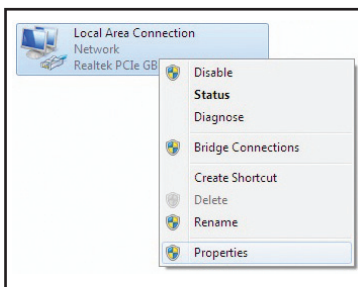 Local Area Connection
Network
Realtek PCIe GB
Disable
Status
Diagnose
Bridge Connections
Create Shortcut
Delete
Rename
Properties